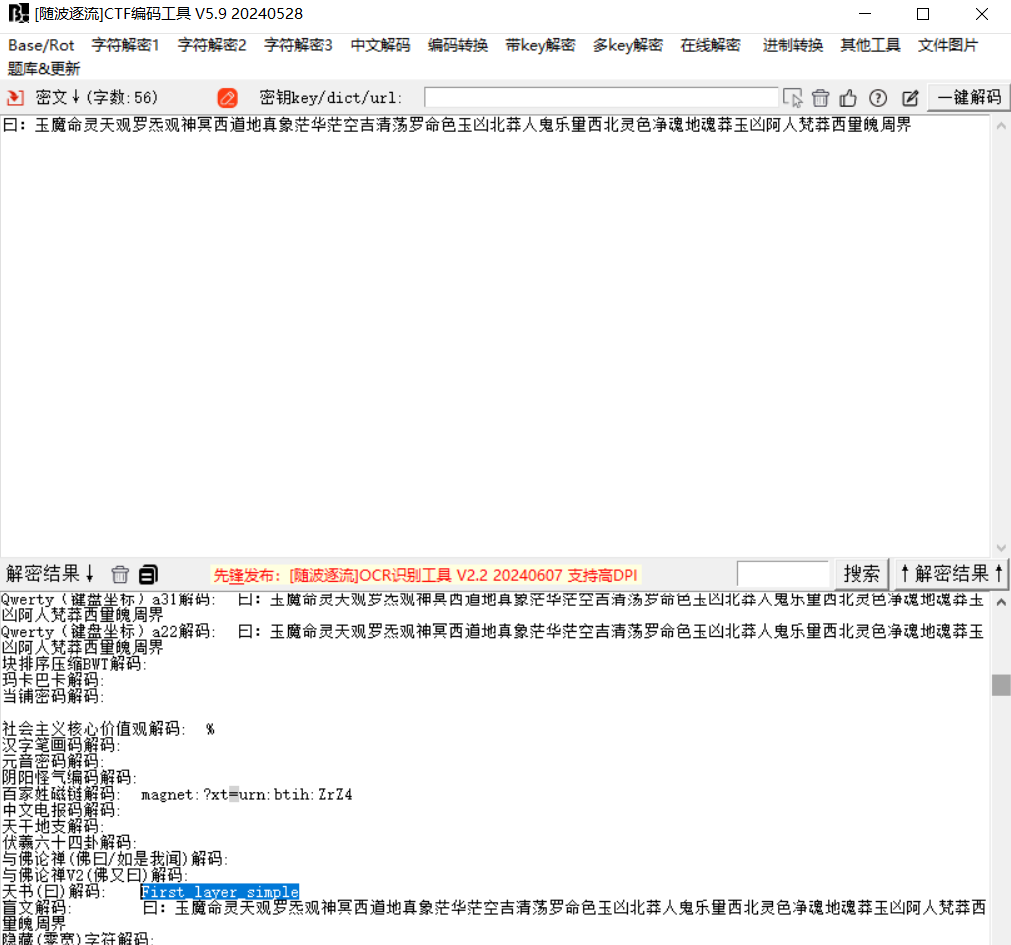 [随波逐流]CTF编码工具 V5.9 20240528
Base/Rot 字符解密1 字符解密2 字符解密3 中文解码 编码转换 带key解密 多key解密 在线解密 进制转换 其他工具 文件图片
题库&更新
密文↓(字数:56) 密钥key/dict/url: 一键解码
曰：玉魔命灵天观罗炁观神冥西道地真象茫华茫空吉清荡罗命色玉凶北莽人鬼乐量西北灵色净魂地魂莽玉凶阿人梵莽西量魄周界
解密结果↓ 先锋发布：[随波逐流]OCR识别工具 V2.2 20240607 支持高DPI 搜索 ↑解密结果↑
Qwerty（键盘坐标）a31解码: 曰：玉魔命灵天观罗炁观神冥西道地真象茫华茫空吉清荡罗命色玉凶北莽人鬼乐量西北灵色净魂地魂莽玉
凶阿人梵莽西量魄周界
Qwerty（键盘坐标）a22解码: 曰：玉魔命灵天观罗炁观神冥西道地真象茫华茫空吉清荡罗命色玉凶北莽人鬼乐量西北灵色净魂地魂莽玉
凶阿人梵莽西量魄周界
块排序压缩BWT解码:
玛卡巴卡解码:
当铺密码解码:
社会主义核心价值观解码: %
汉字笔画码解码:
元音密码解码:
阴阳怪气编码解码:
百家姓磁链解码: magnet:?xt=urn:btih:ZrZ4
中文电报码解码:
天干地支解码:
伏羲六十四卦解码:
与佛论禅(佛曰/如是我闻)解码:
与佛论禅V2(佛又曰)解码:
天书(曰)解码: First_layer_simple
盲文解码: 曰：玉魔命灵天观罗炁观神冥西道地真象茫华茫空吉清荡罗命色玉凶北莽人鬼乐量西北灵色净魂地魂莽玉凶阿人梵莽西
量魄周界
隐藏(零宽)字符解码: